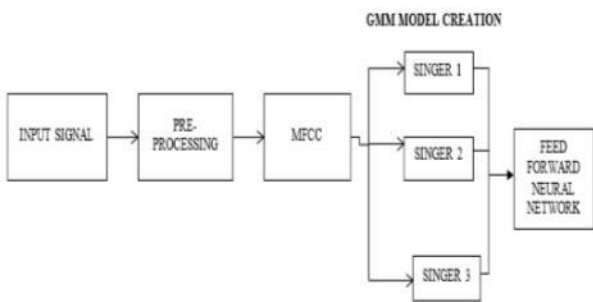 GMM MODEL CREATION
INPUT SIGNAL
PRE-
PROCESSING
MFCC
SINGER 1
SINGER 2
SINGER 3
FEED
FORWARD
NEURAL
NETWORK